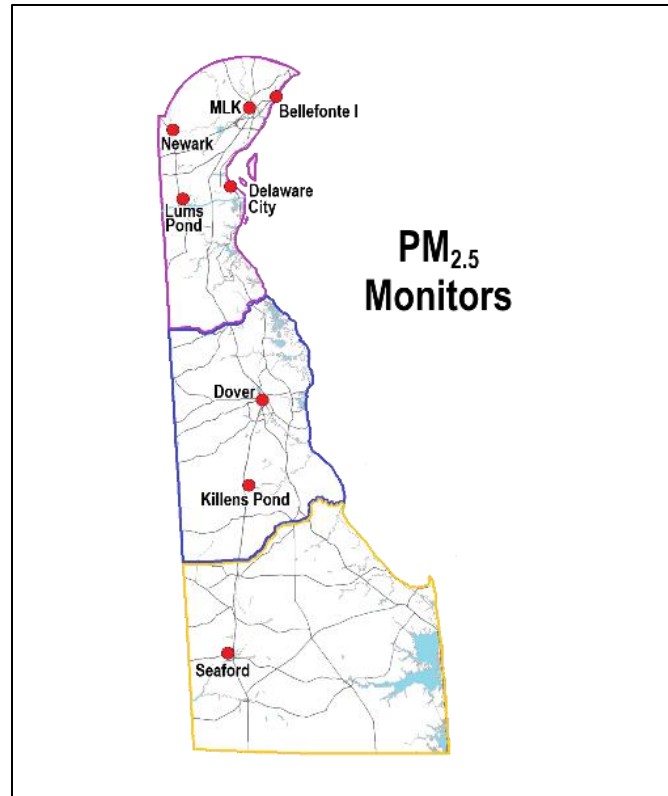 MLK
Bellefonte I
Newark
Delaware
City
Lums
Pond
PM2.5
Monitors
Dover
Killens Pond
Seaford